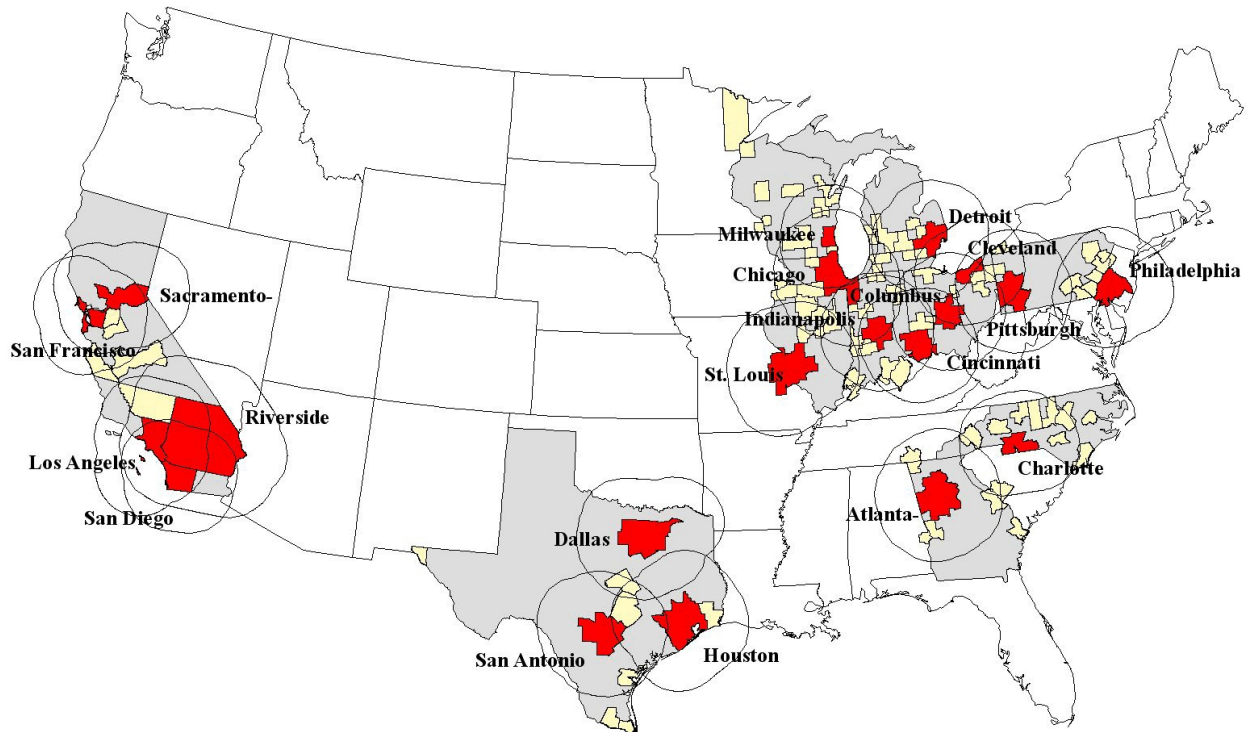 Detroit
Milwaukee
Cleveland
Philadelphia
Chicago
Sacramento-
Columbus
Indianapolis
Pittsburgh
San Francisco
Cincinnati
St. Louis
Riverside
Los Angeles
Charlotte
Atlanta-
San Diego
Dallas
San Antonio
Houston